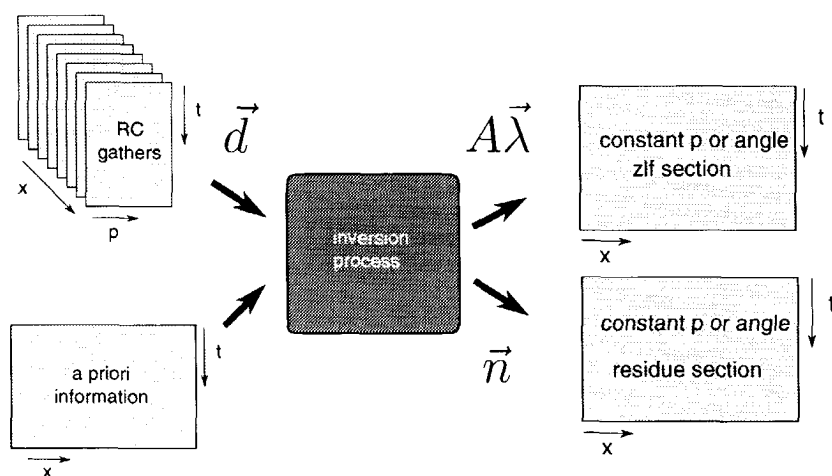 RC
gathers
t
x
p
d⃗
a priori
information
t
x
inversion
process
Aλ⃗
constant p or angle
zlf section
t
x
n⃗
constant p or angle
residue section
t
x